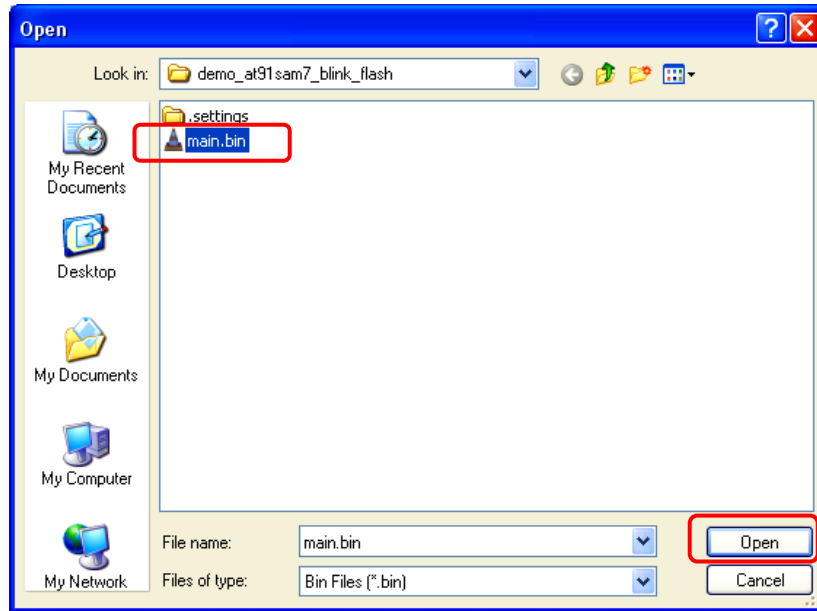 Open
Look in: demo_at91sam7_blink_flash
.settings
main.bin
My Recent
Documents
Desktop
My Documents
My Computer
My Network
File name: main.bin Open
Files of type: Bin Files (*.bin) Cancel